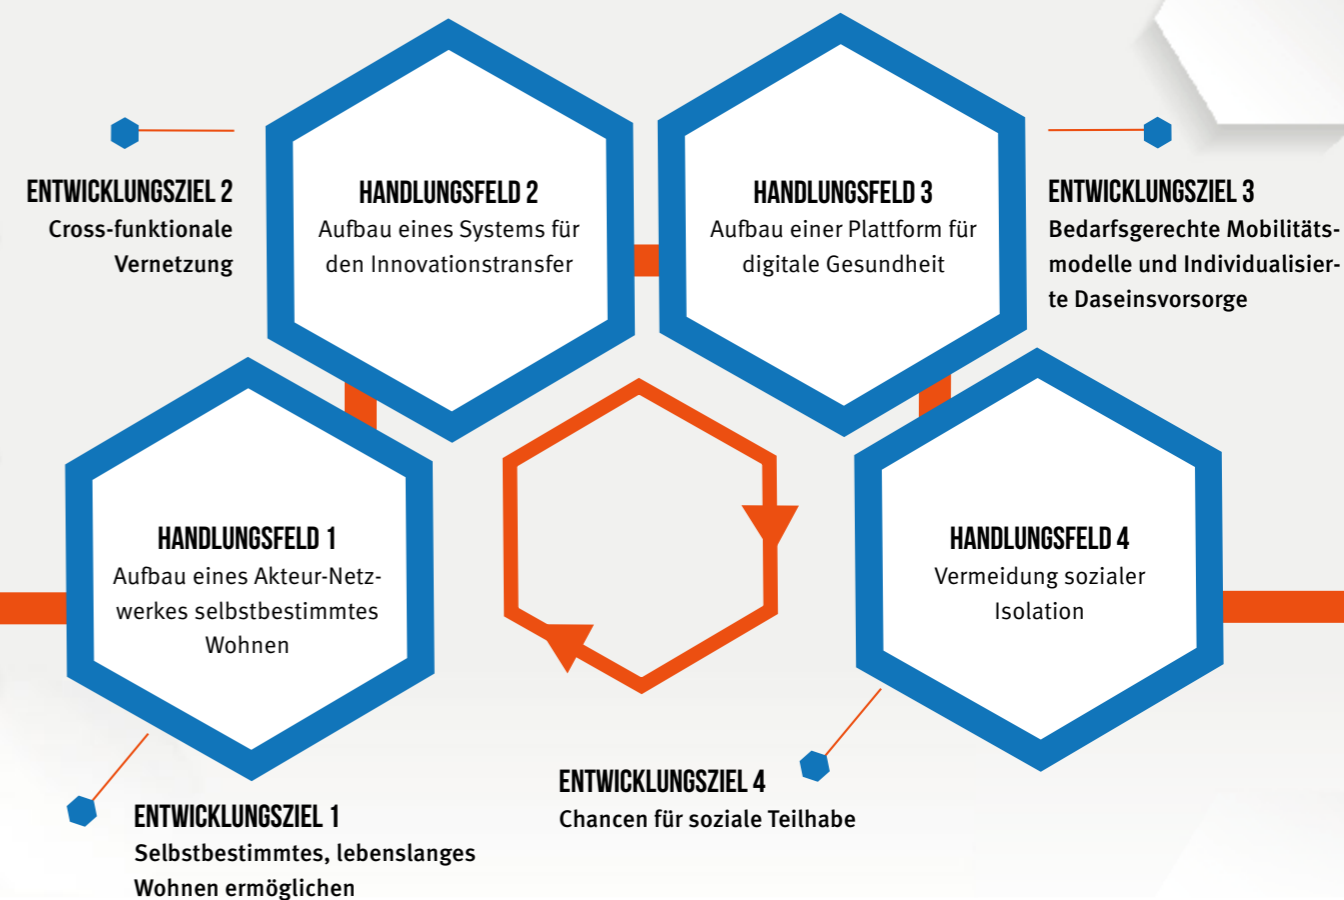 ENTWICKLUNGSZIEL 2
Cross-funktionale
Vernetzung
HANDLUNGSFELD 2
Aufbau eines Systems für
den Innovationstransfer
HANDLUNGSFELD 3
Aufbau einer Plattform für
digitale Gesundheit
ENTWICKLUNGSZIEL 3
Bedarfsgerechte Mobilitäts-
modelle und Individualisier-
te Daseinsvorsorge
HANDLUNGSFELD 1
Aufbau eines Akteur-Netz-
werkes selbstbestimmtes
Wohnen
HANDLUNGSFELD 4
Vermeidung sozialer
Isolation
ENTWICKLUNGSZIEL 1
Selbstbestimmtes, lebenslanges
Wohnen ermöglichen
ENTWICKLUNGSZIEL 4
Chancen für soziale Teilhabe